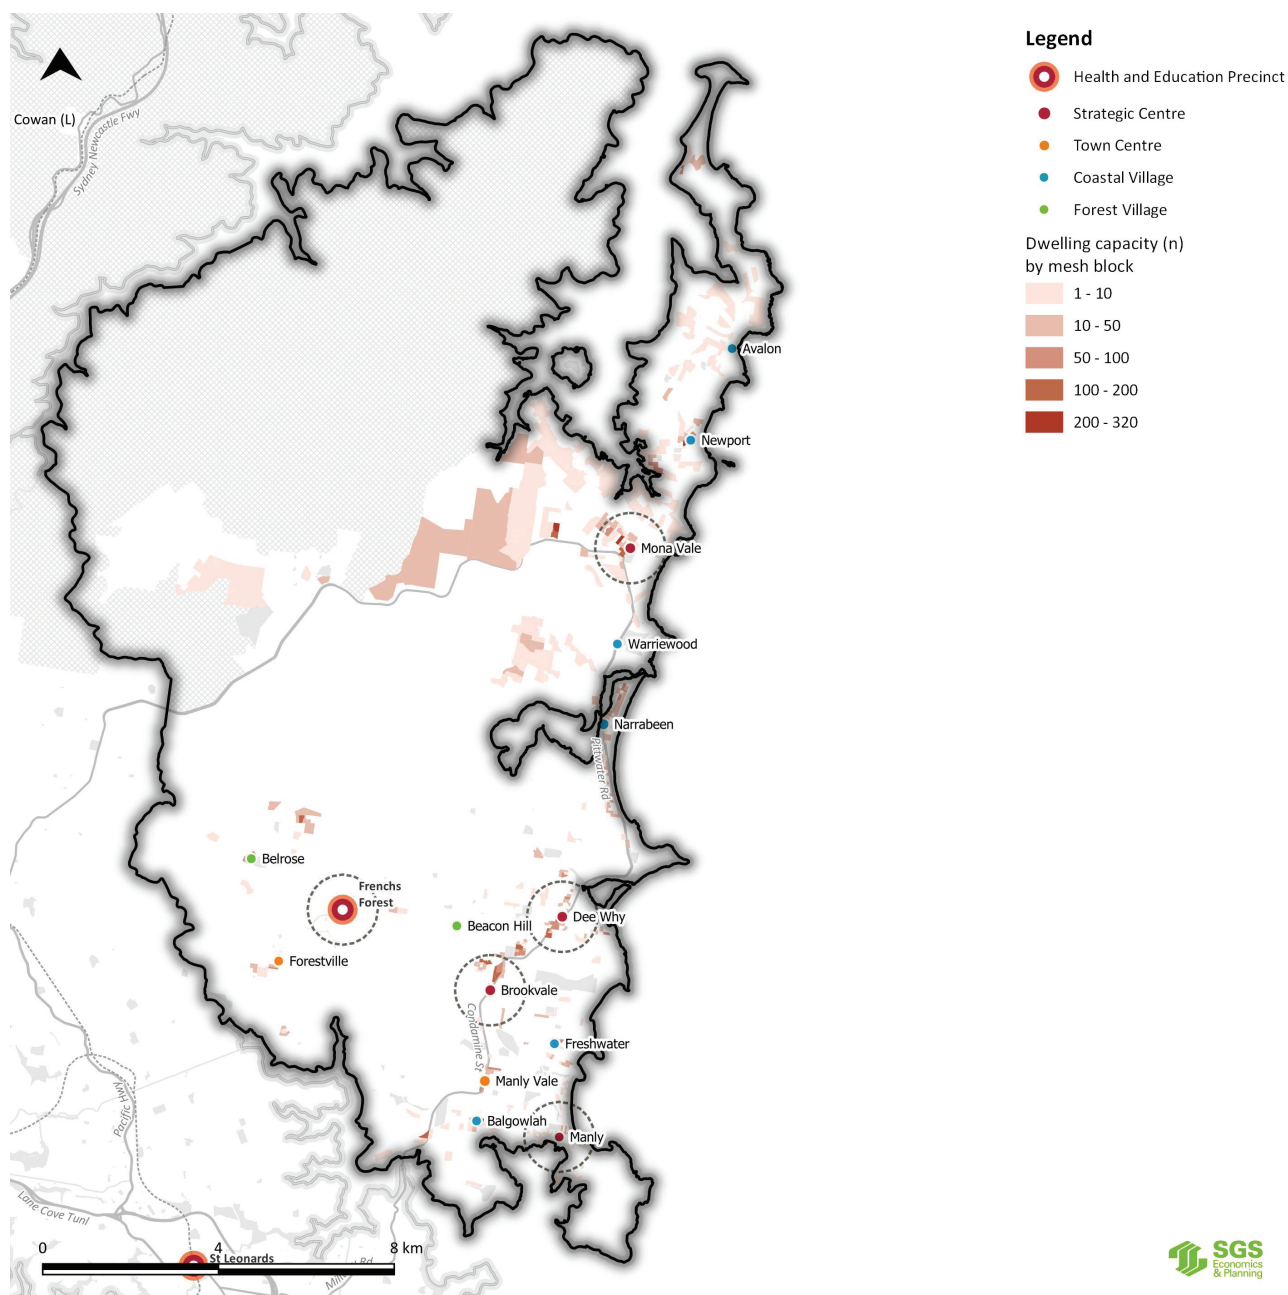 Legend
Health and Education Precinct
Strategic Centre
Town Centre
Coastal Village
Forest Village
Dwelling capacity (n)
by mesh block
1 - 10
10 - 50
50 - 100
100 - 200
200 - 320
Cowan (L)
Sydney Newcastle Fwy
Avalon
Newport
Mona Vale
Warriewood
Narrabeen
Pittwater Rd
Belrose
Frenchs
Forest
Dee Why
Beacon Hill
Forestville
Brookvale
Condamine St
Freshwater
Manly Vale
Pacific Hwy
Balgowlah
Manly
Lane Cove Tunl
St Leonards
Rd
0 4 8 km
SGS
Economics
& Planning